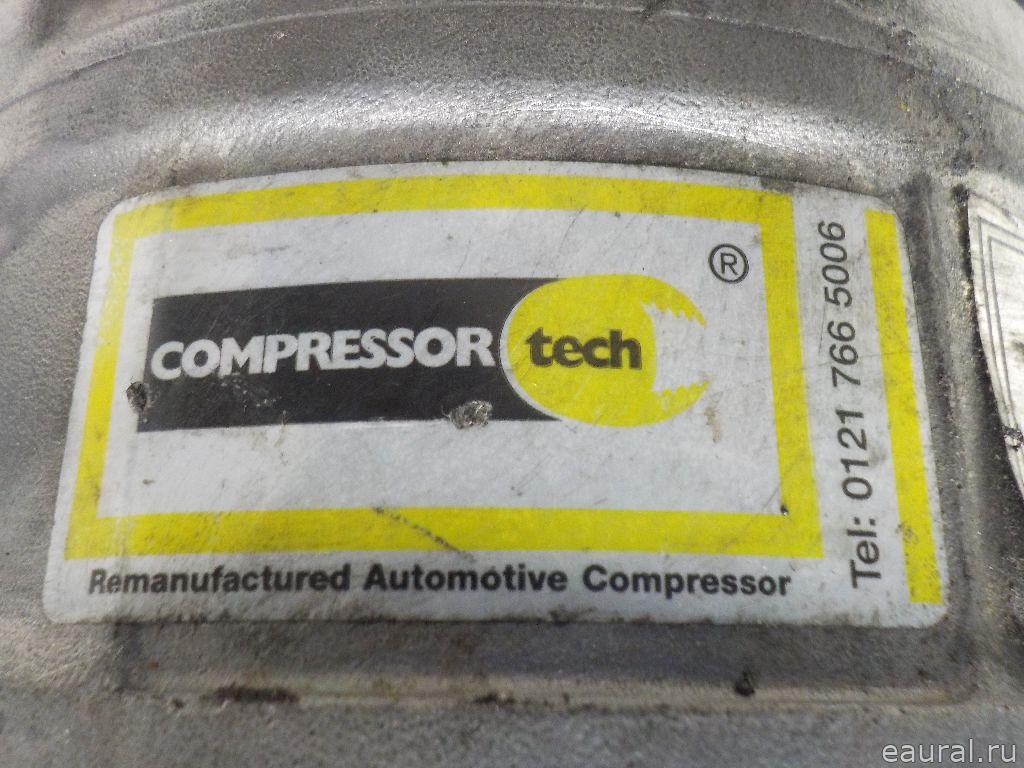 COMPRESSOR tech ®
Remanufactured Automotive Compressor
Tel: 0121 766 5006
eaural.ru